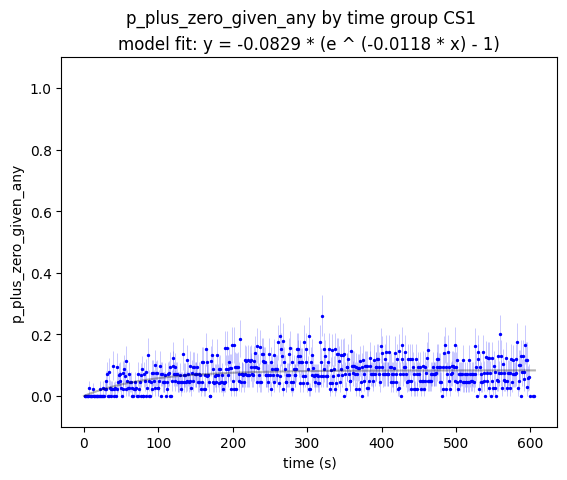 p_plus_zero_given_any by time group CS1
model fit: y = -0.0829 * (e ^ (-0.0118 * x) - 1)
1.0
0.8
0.6
0.4
0.2
0.0
p_plus_zero_given_any
0 100 200 300 400 500 600
time (s)